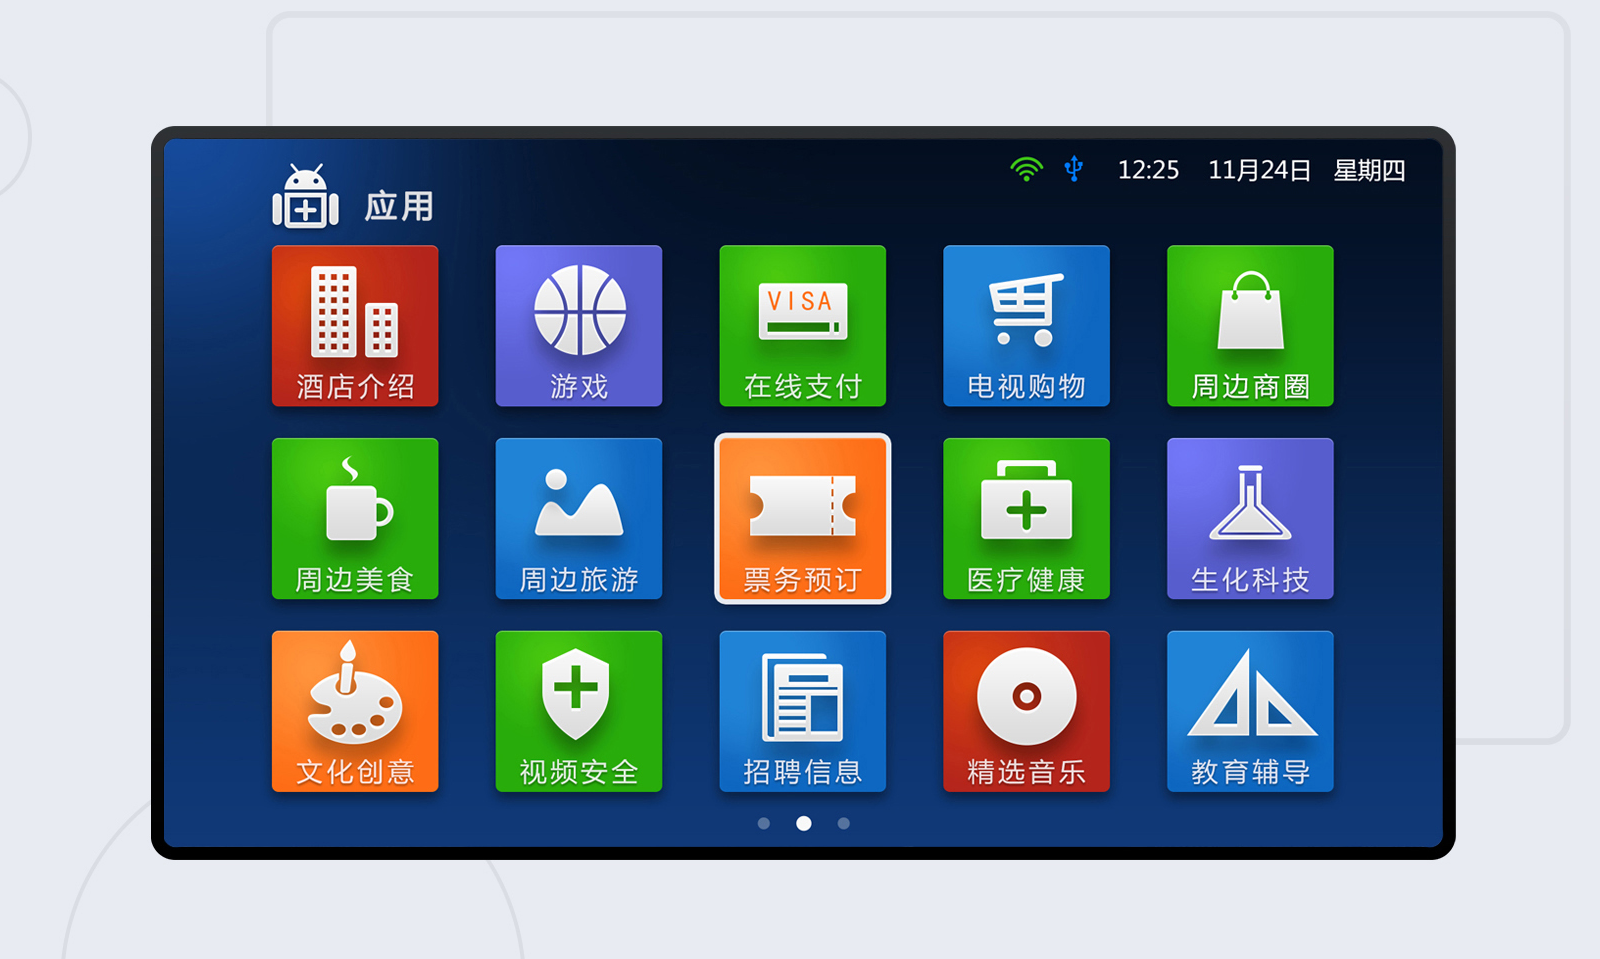 应用
12:25 11月24日 星期四
酒店介绍 游戏 在线支付 电视购物 周边商圈
VISA
周边美食 周边旅游 票务预订 医疗健康 生化科技
文化创意 视频安全 招聘信息 精选音乐 教育辅导